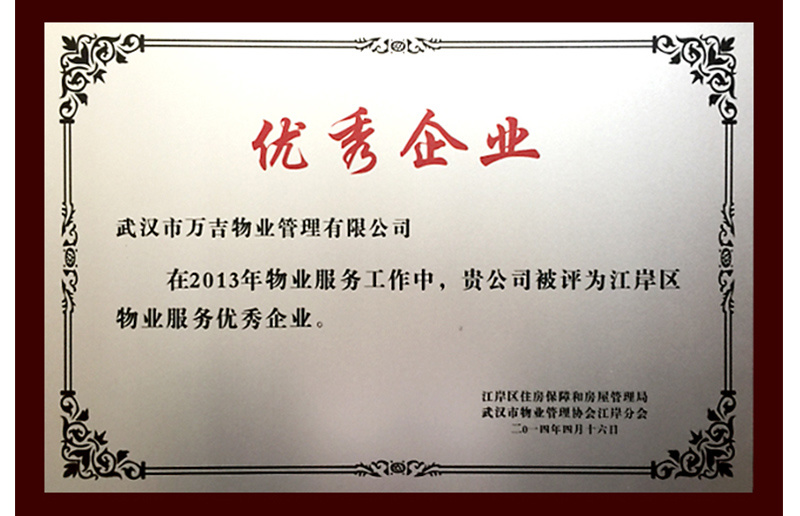 优秀企业
武汉市万吉物业管理有限公司
在2013年物业服务工作中，贵公司被评为江岸区
物业服务优秀企业。
江岸区住房保障和房屋管理局
武汉市物业管理协会江岸分会
二0一四年四月十六日